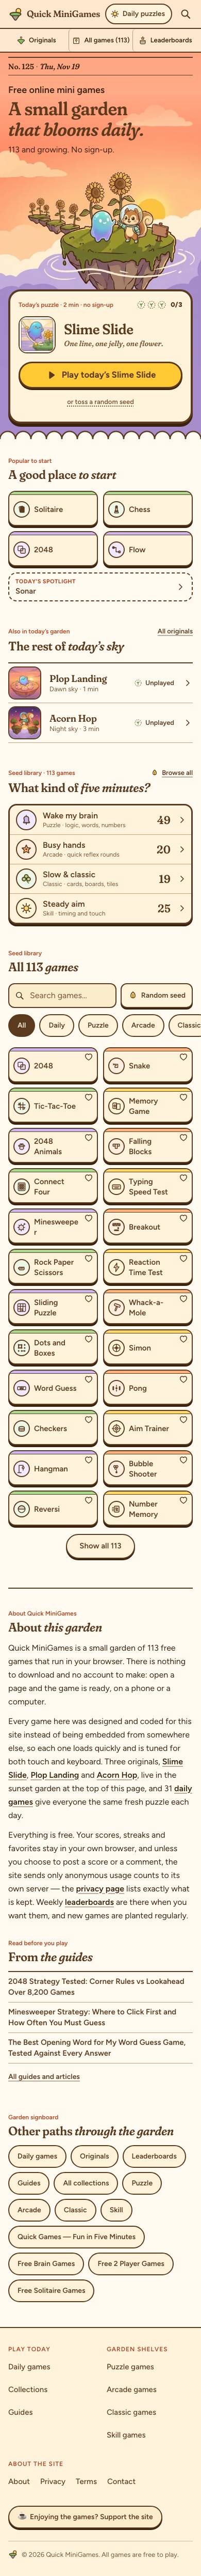 Quick MiniGames
Daily puzzles
Originals
All games (113)
Leaderboards
No. 125 · Thu, Nov 19
Free online mini games
A small garden
that blooms daily.
113 and growing. No sign-up.
Today's puzzle · 2 min · no sign-up
0/3
Slime Slide
One line, one jelly, one flower.
Play today's Slime Slide
or toss a random seed
Popular to start
A good place to start
Solitaire
Chess
2048
Flow
TODAY'S SPOTLIGHT
Sonar
Also in today's garden
All originals
The rest of today's sky
Plop Landing
Dawn sky · 1 min
Unplayed
Acorn Hop
Night sky · 3 min
Unplayed
Seed library · 113 games
Browse all
What kind of five minutes?
Wake my brain
Puzzle · logic, words, numbers
49
Busy hands
Arcade · quick reflex rounds
20
Slow & classic
Classic · cards, boards, tiles
19
Steady aim
Skill · timing and touch
25
Seed library
All 113 games
Search games...
Random seed
All
Daily
Puzzle
Arcade
Classic
2048
Snake
Tic-Tac-Toe
Memory
Game
2048
Animals
Falling
Blocks
Connect
Four
Typing
Speed Test
Minesweepe
r
Breakout
Rock Paper
Scissors
Reaction
Time Test
Sliding
Puzzle
Whack-a-
Mole
Dots and
Boxes
Simon
Word Guess
Pong
Checkers
Aim Trainer
Hangman
Bubble
Shooter
Reversi
Number
Memory
Show all 113
About Quick MiniGames
About this garden
Quick MiniGames is a small garden of 113 free
games that run in your browser. There is nothing
to download and no account to make: open a
page and the game is ready, on a phone or a
computer.
Every game here was designed and coded for this
site instead of being embedded from somewhere
else, so each one loads quickly and is tuned for
both touch and keyboard. Three originals, Slime
Slide, Plop Landing and Acorn Hop, live in the
sunset garden at the top of this page, and 31 daily
games give everyone the same fresh puzzle each
day.
Everything is free. Your scores, streaks and
favorites stay in your own browser, and unless
you choose to post a score or a comment, the
site sends only anonymous usage counts to its
own server — the privacy page lists exactly what
is kept. Weekly leaderboards are there when you
want them, and new games are planted regularly.
Read before you play
From the guides
2048 Strategy Tested: Corner Rules vs Lookahead
Over 8,200 Games
Minesweeper Strategy: Where to Click First and
How Often You Must Guess
The Best Opening Word for My Word Guess Game,
Tested Against Every Answer
All guides and articles
Garden signboard
Other paths through the garden
Daily games
Originals
Leaderboards
Guides
All collections
Puzzle
Arcade
Classic
Skill
Quick Games — Fun in Five Minutes
Free Brain Games
Free 2 Player Games
Free Solitaire Games
PLAY TODAY
GARDEN SHELVES
Daily games
Puzzle games
Collections
Arcade games
Guides
Classic games
Skill games
ABOUT THE SITE
About
Privacy
Terms
Contact
Enjoying the games? Support the site
© 2026 Quick MiniGames. All games are free to play.